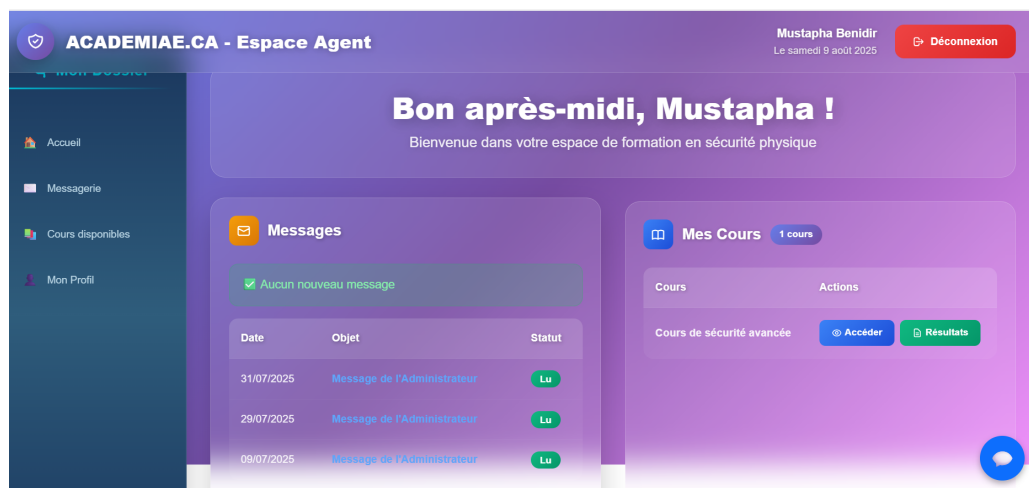 ACADEMIAE.CA - Espace Agent
Mustapha Benidir
Le samedi 9 août 2025
Déconnexion
Mon Dossier
Accueil
Messagerie
Cours disponibles
Mon Profil
Bon après-midi, Mustapha !
Bienvenue dans votre espace de formation en sécurité physique
Messages
Aucun nouveau message
Date Objet Statut
31/07/2025 Message de l'Administrateur Lu
29/07/2025 Message de l'Administrateur Lu
09/07/2025 Message de l'Administrateur Lu
Mes Cours 1 cours
Cours Actions
Cours de sécurité avancée Accéder Résultats